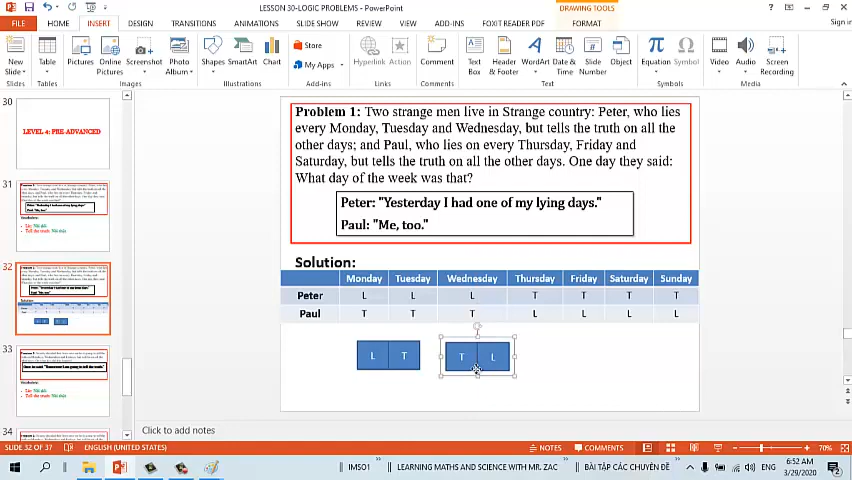 LESSON 30-LOGIC PROBLEMS - PowerPoint
DRAWING TOOLS
FILE HOME INSERT DESIGN TRANSITIONS ANIMATIONS SLIDE SHOW REVIEW VIEW ADD-INS FOXIT READER PDF FORMAT
Sign in
New Slide Table Pictures Online Pictures Screenshot Photo Album Shapes SmartArt Chart Store My Apps Hyperlink Action Comment Text Box Header & Footer WordArt Date & Time Slide Number Object Equation Symbol Video Audio Screen Recording
Slides Tables Images Illustrations Add-ins Links Comments Text Symbols Media
30
LEVEL 4: PRE-ADVANCED
31
32
33
34
Problem 1: Two strange men live in Strange country: Peter, who lies
every Monday, Tuesday and Wednesday, but tells the truth on all the
other days; and Paul, who lies on every Thursday, Friday and
Saturday, but tells the truth on all the other days. One day they said:
What day of the week was that?
Peter: "Yesterday I had one of my lying days."
Paul: "Me, too."
Solution:
Monday Tuesday Wednesday Thursday Friday Saturday Sunday
Peter L L L T T T T
Paul T T T L L L L
L T T L
Click to add notes
SLIDE 32 OF 37 ENGLISH (UNITED STATES) NOTES COMMENTS 70%
IMSO1 LEARNING MATHS AND SCIENCE WITH MR. ZAC BÀI TẬP CÁC CHUYÊN ĐỀ ENG
6:52 AM
3/29/2020